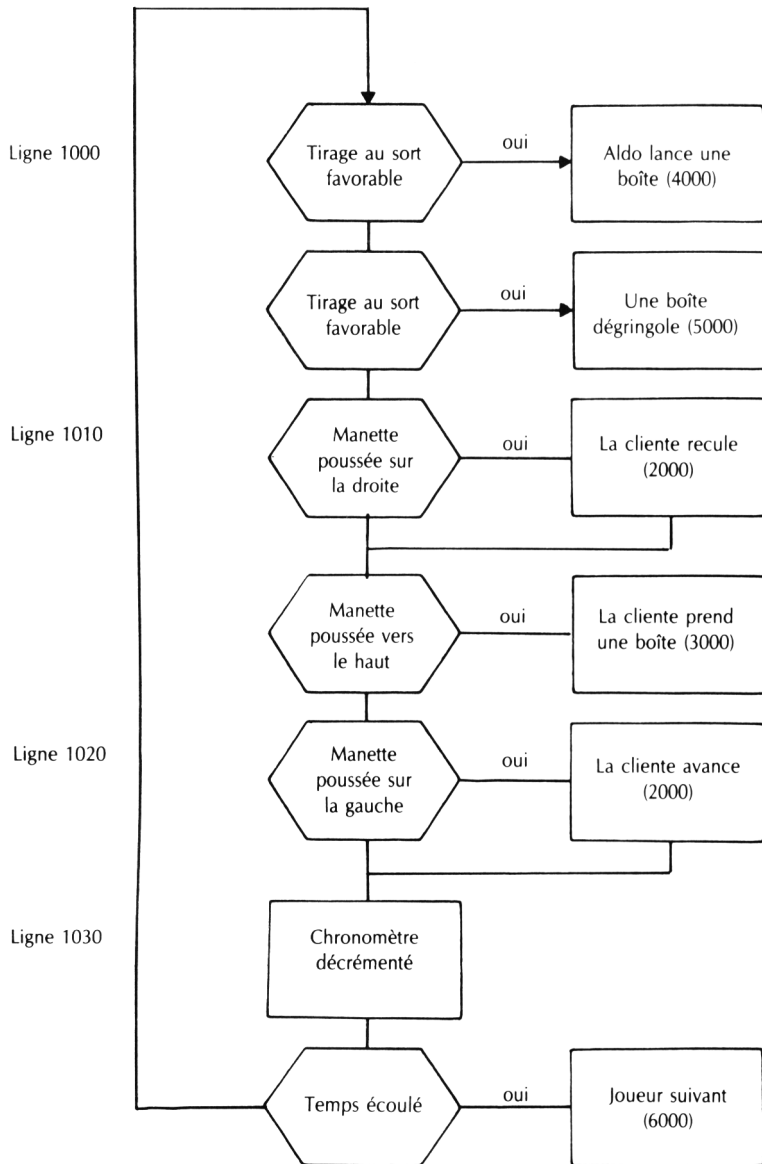 Ligne 1000
Tirage au sort
favorable
oui
Aldo lance une
boîte (4000)
Tirage au sort
favorable
oui
Une boîte
dégringole (5000)
Ligne 1010
Manette
poussée sur
la droite
oui
La cliente recule
(2000)
Manette
poussée vers
le haut
oui
La cliente prend
une boîte (3000)
Ligne 1020
Manette
poussée sur
la gauche
oui
La cliente avance
(2000)
Ligne 1030
Chronomètre
décrémenté
Temps écoulé
oui
Joueur suivant
(6000)